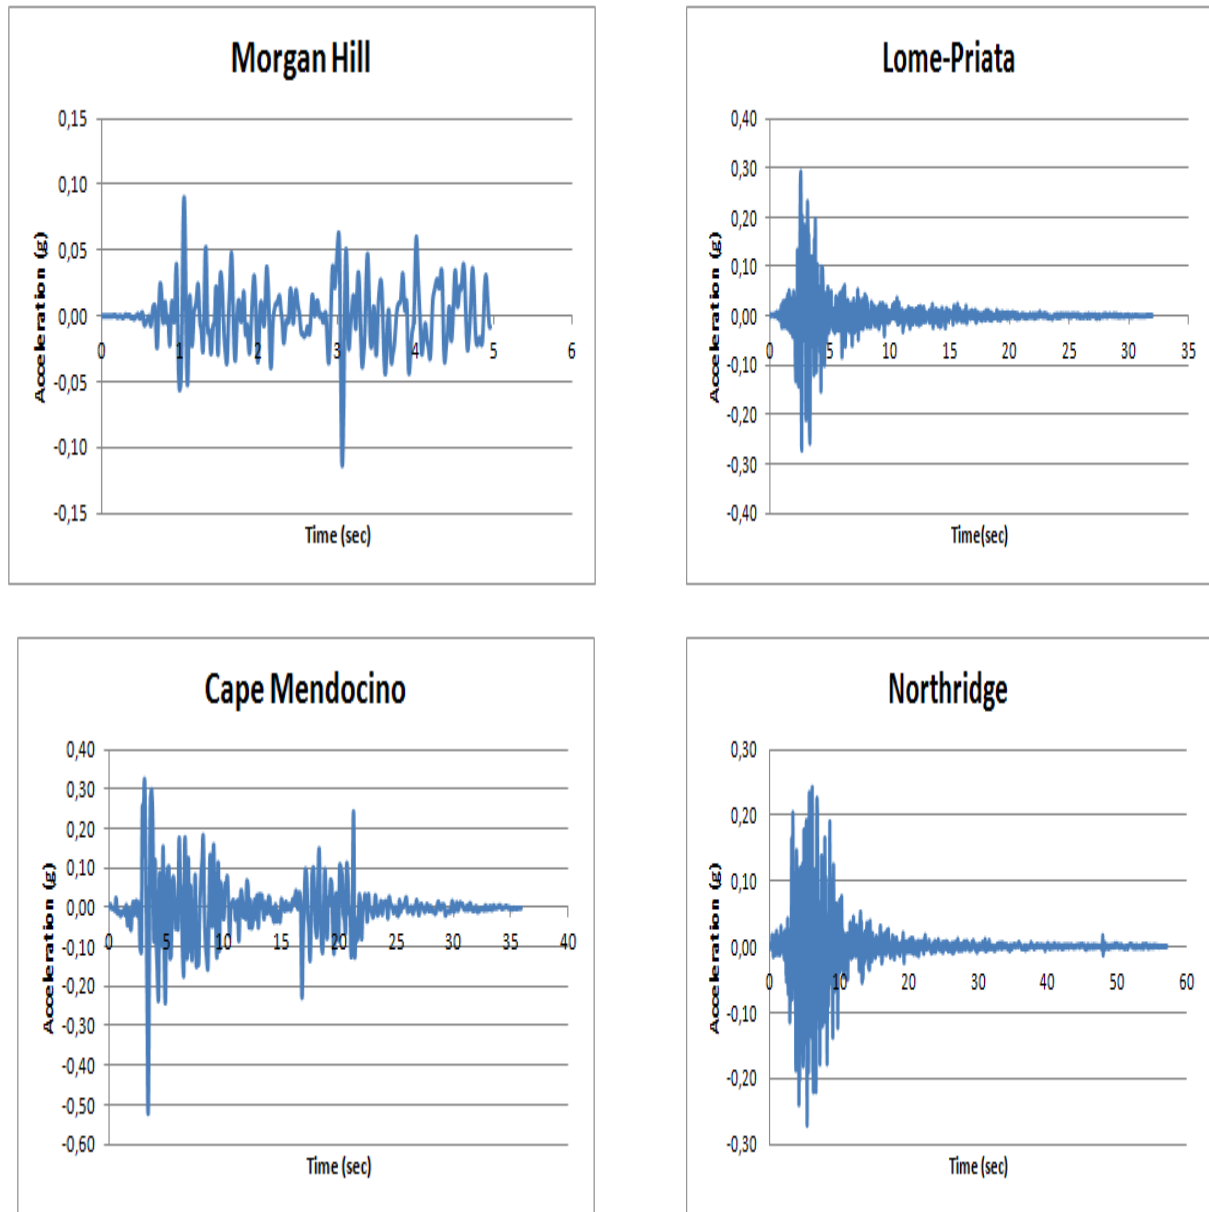 Morgan Hill
0,15
0,10
0,05
0,00
-0,05
-0,10
-0,15
Acceleration (g)
0 1 2 3 4 5 6
Time (sec)
Lome-Priata
0,40
0,30
0,20
0,10
0,00
-0,10
-0,20
-0,30
-0,40
Acceleration (g)
0 5 10 15 20 25 30 35
Time(sec)
Cape Mendocino
0,40
0,30
0,20
0,10
0,00
-0,10
-0,20
-0,30
-0,40
-0,50
-0,60
Acceleration (g)
0 5 10 15 20 25 30 35 40
Time (sec)
Northridge
0,30
0,20
0,10
0,00
-0,10
-0,20
-0,30
Acceleration (g)
0 10 20 30 40 50 60
Time (sec)